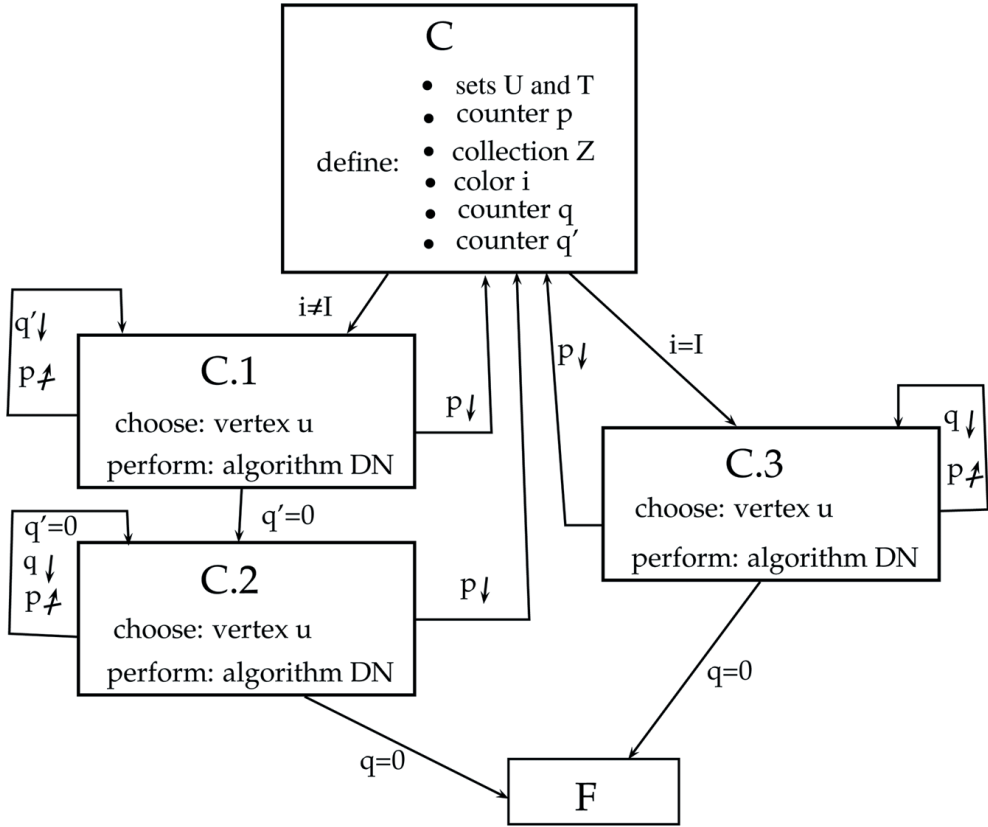 C
• sets U and T
• counter p
define:
• collection Z
• color i
• counter q
• counter q′
i≠I
i=I
q′↓
p↓
p↑̸
C.1
choose: vertex u
perform: algorithm DN
p↓
q↓
p↑̸
C.3
choose: vertex u
perform: algorithm DN
q′=0
q′=0
q↓
p↑̸
C.2
choose: vertex u
perform: algorithm DN
p↓
q=0
q=0
F